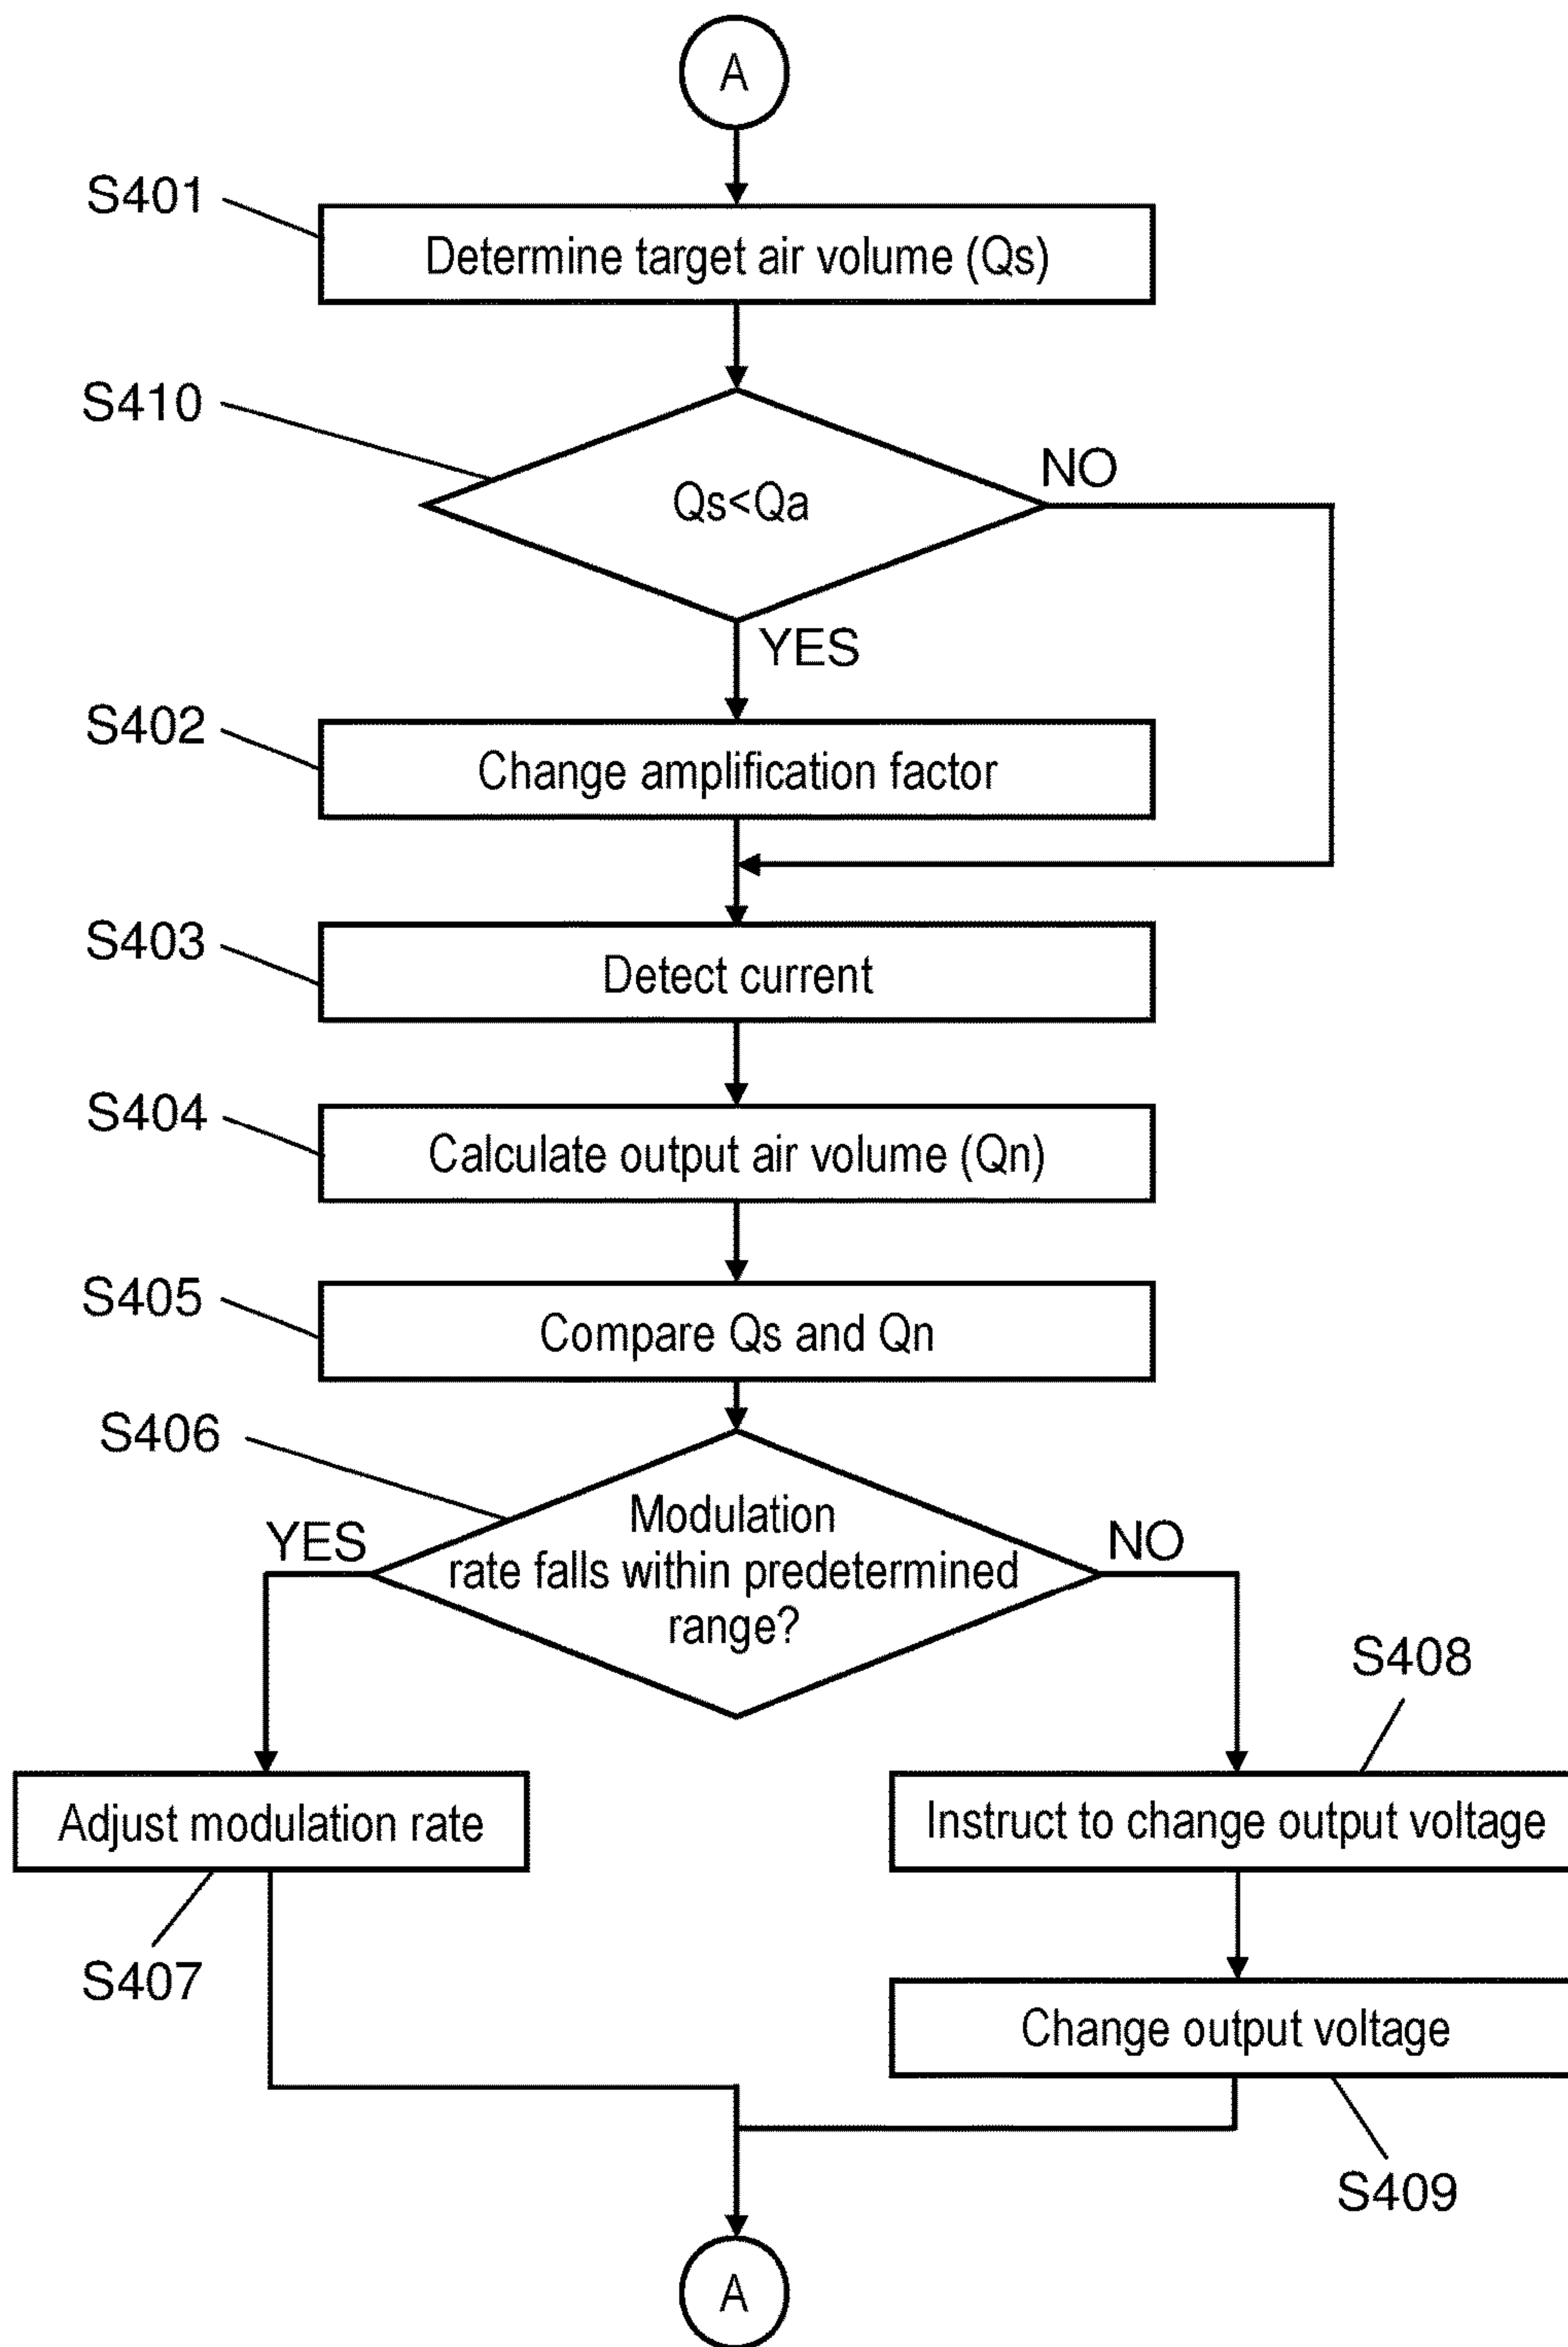 A
S401
Determine target air volume (Qs)
S410
Qs<Qa
NO
YES
S402
Change amplification factor
S403
Detect current
S404
Calculate output air volume (Qn)
S405
Compare Qs and Qn
S406
YES
Modulation
rate falls within predetermined
range?
NO
S408
Adjust modulation rate
Instruct to change output voltage
S407
Change output voltage
S409
A